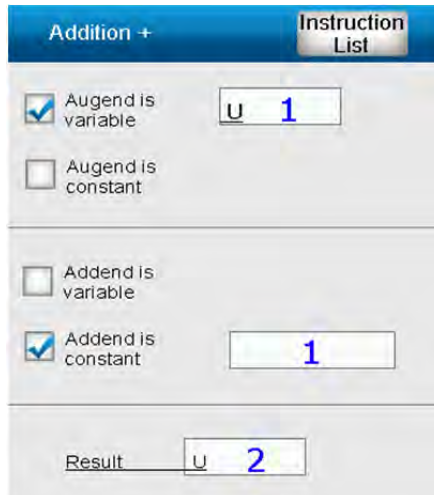 Addition +
Instruction
List
Augend is
variable
U 1
Augend is
constant
Addend is
variable
Addend is
constant
1
Result U 2